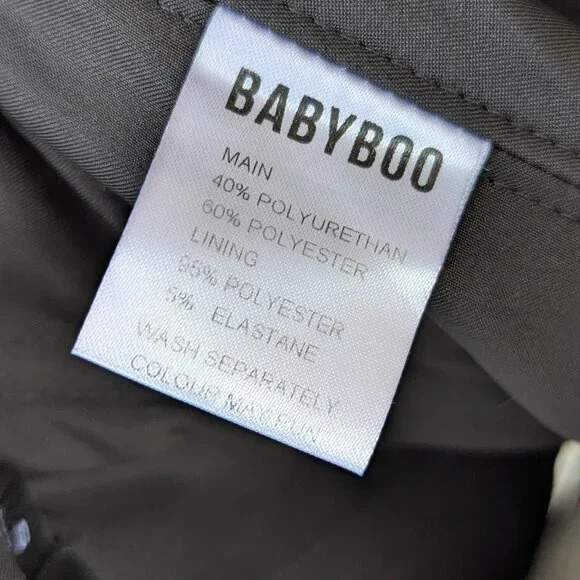 BABYBOO
MAIN
40% POLYURETHAN
60% POLYESTER
LINING
95% POLYESTER
5% ELASTANE
WASH SEPARATELY
COLOUR MAY RUN